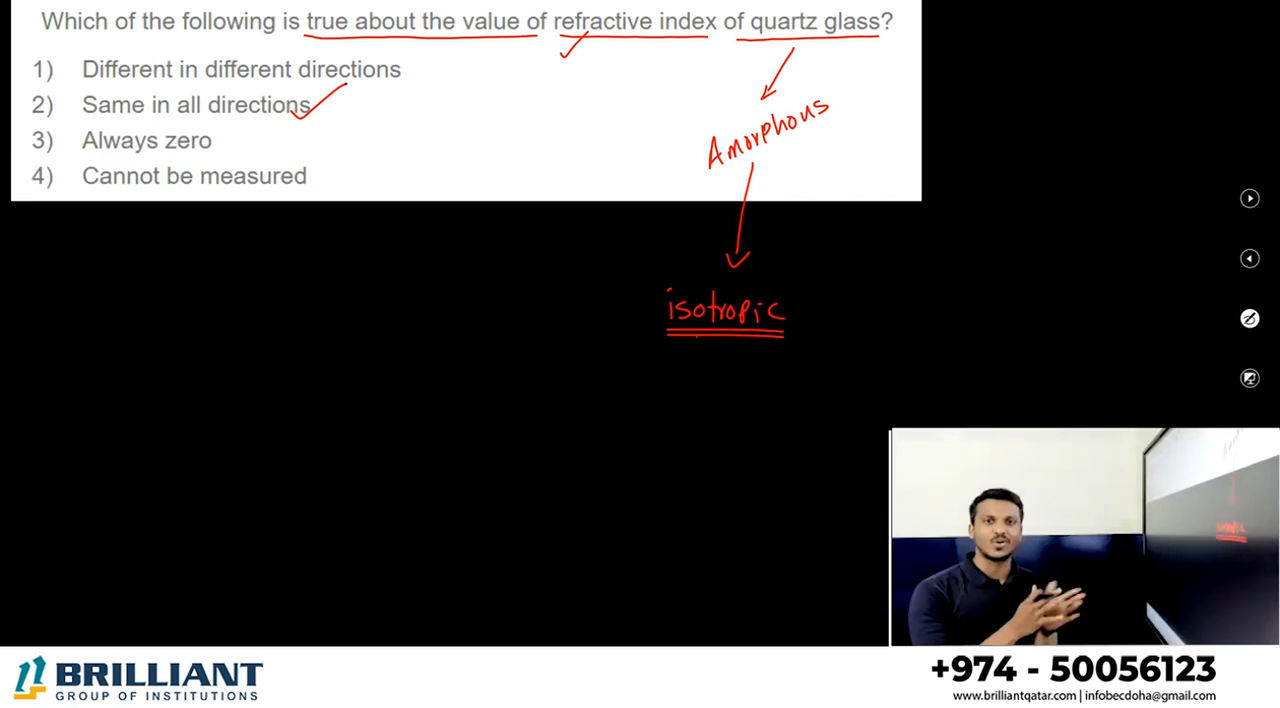 Which of the following is true about the value of refractive index of quartz glass?
1) Different in different directions
2) Same in all directions
3) Always zero
4) Cannot be measured
Amorphous
isotropic
BRILLIANT
GROUP OF INSTITUTIONS
+974 - 50056123
www.brilliantqatar.com | infobecdoha@gmail.com